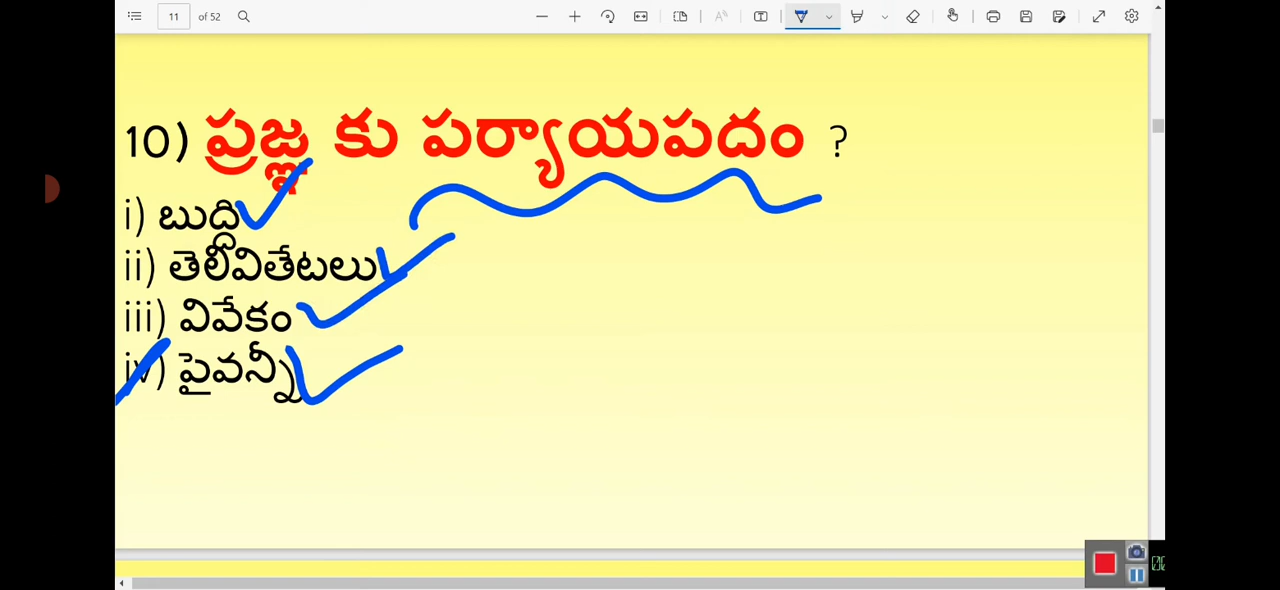 11 of 52
10) ప్రజ్ఞ కు పర్యాయపదం ?
i) బుద్ధి
ii) తెలివితేటలు
iii) వివేకం
iv) పైవన్నీ